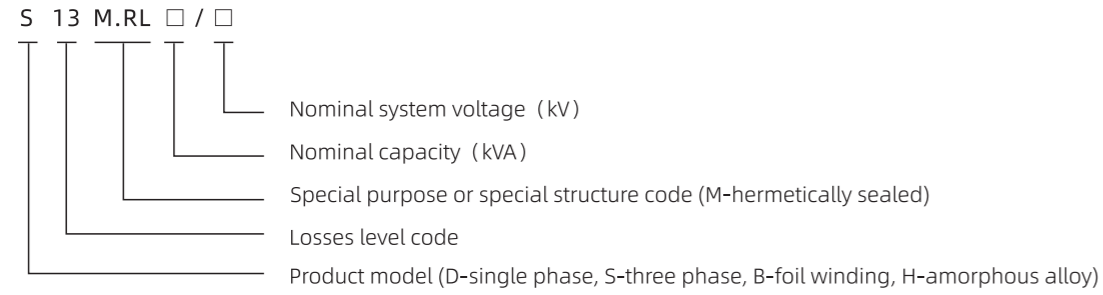 S 13 M.RL □ / □
Nominal system voltage（kV）
Nominal capacity（kVA）
Special purpose or special structure code (M-hermetically sealed)
Losses level code
Product model (D-single phase, S-three phase, B-foil winding, H-amorphous alloy)